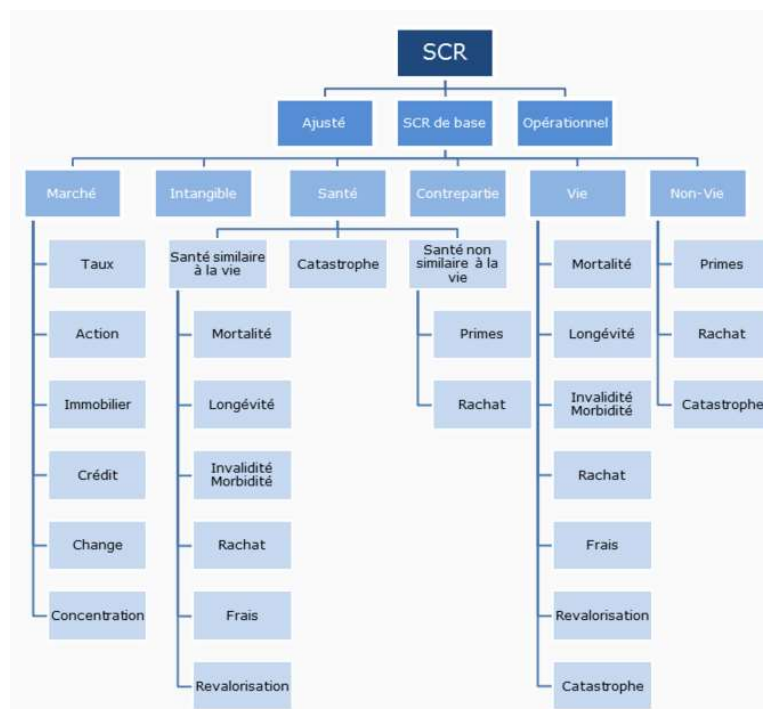 SCR
Ajusté
SCR de base
Opérationnel
Marché
Intangible
Santé
Contrepartie
Vie
Non-Vie
Taux
Action
Immobilier
Crédit
Change
Concentration
Santé similaire
à la vie
Mortalité
Longévité
Invalidité
Morbidité
Rachat
Frais
Revalorisation
Catastrophe
Santé non
similaire à la
vie
Primes
Rachat
Mortalité
Longévité
Invalidité
Morbidité
Rachat
Frais
Revalorisation
Catastrophe
Primes
Rachat
Catastrophe